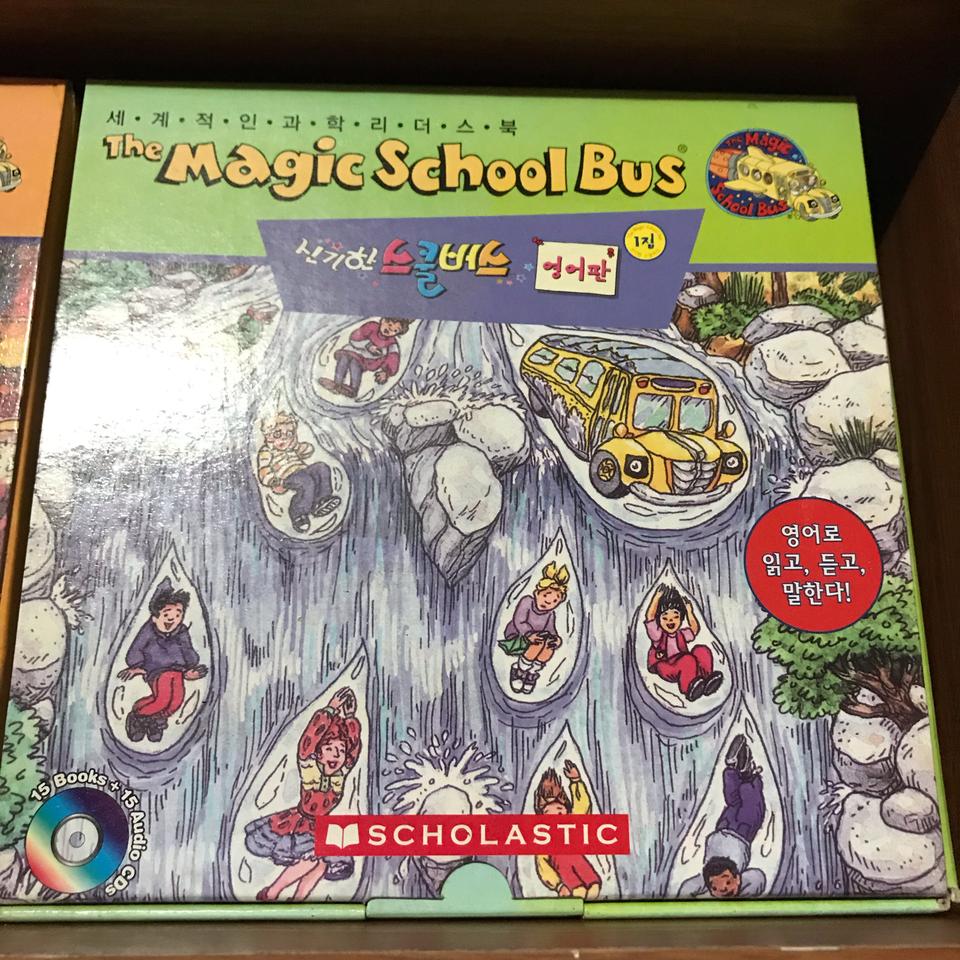 세·계·적·인·과·학·리·더·스·북
The Magic School Bus®
The Magic
School Bus
신기한 스쿨버스 영어판 1집
영어로
읽고, 듣고,
말한다!
15 Books + 15 Audio CDs
SCHOLASTIC